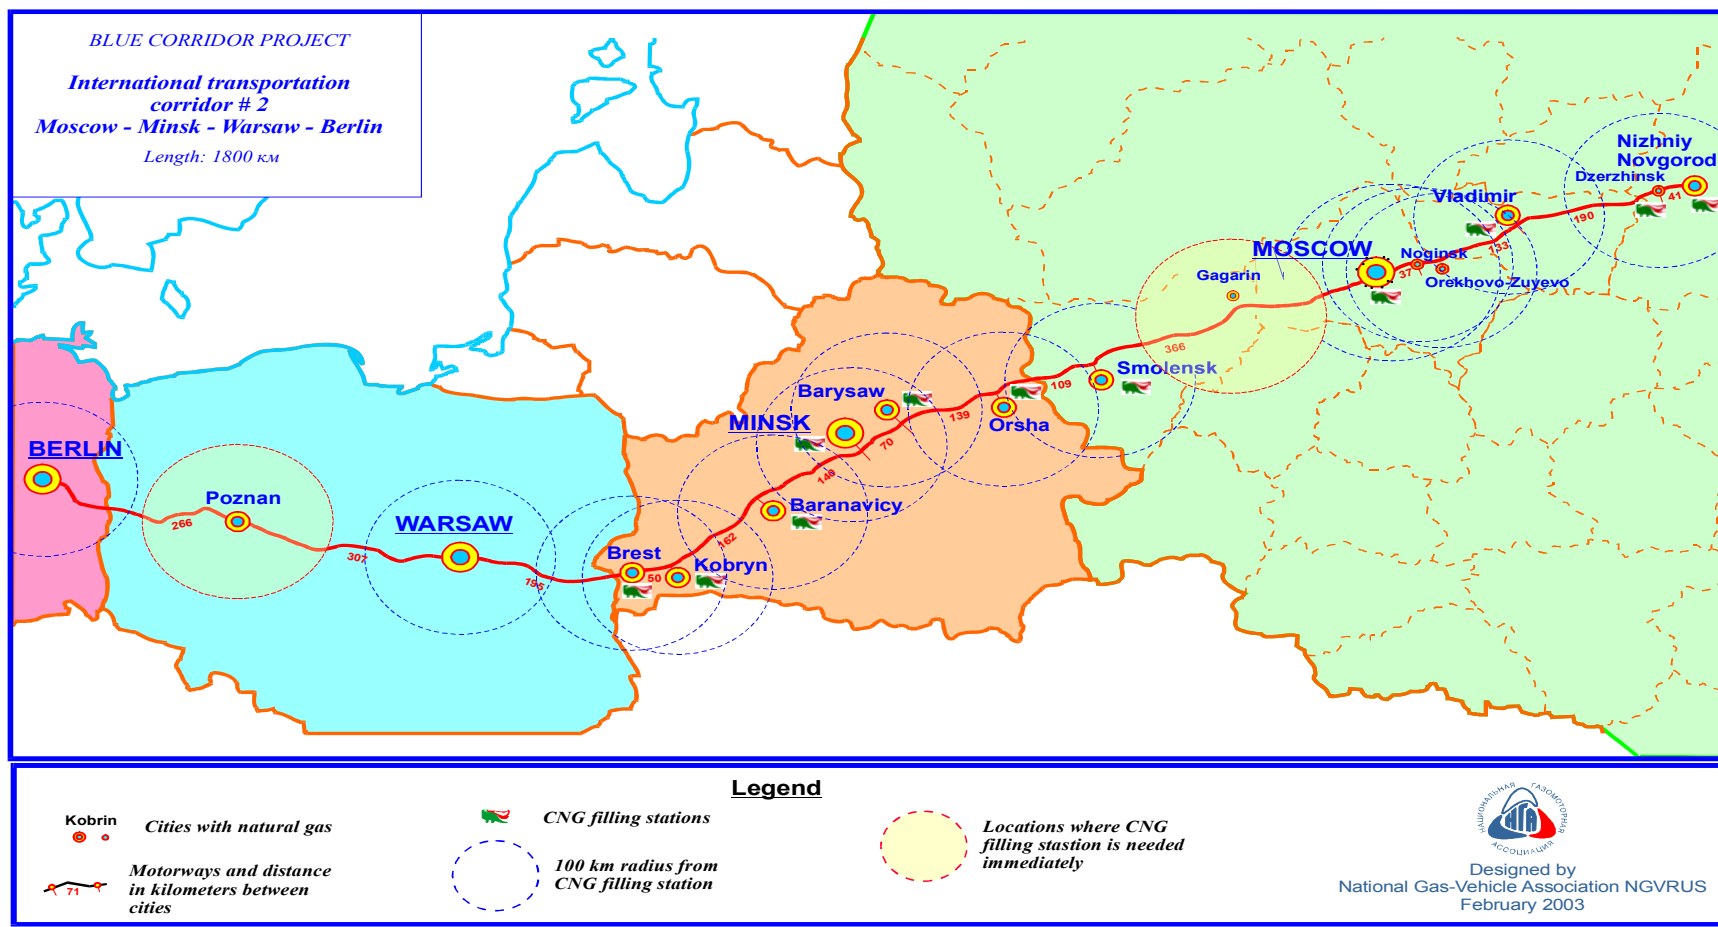 BLUE CORRIDOR PROJECT
International transportation
corridor # 2
Moscow - Minsk - Warsaw - Berlin
Length: 1800 км
Nizhniy
Novgorod
Dzerzhinsk
41
Vladimir
190
133
MOSCOW
Noginsk
37
Orekhovo-Zuyevo
Gagarin
366
Smolensk
109
Orsha
139
Barysaw
70
MINSK
140
Baranavicy
162
Brest
50
Kobryn
195
WARSAW
307
Poznan
266
BERLIN
Legend
Kobrin
Cities with natural gas
71
Motorways and distance
in kilometers between
cities
CNG filling stations
100 km radius from
CNG filling station
Locations where CNG
filling stastion is needed
immediately
НАЦИОНАЛЬНАЯ ГАЗОМОТОРНАЯ
НГА
АССОЦИАЦИЯ
Designed by
National Gas-Vehicle Association NGVRUS
February 2003